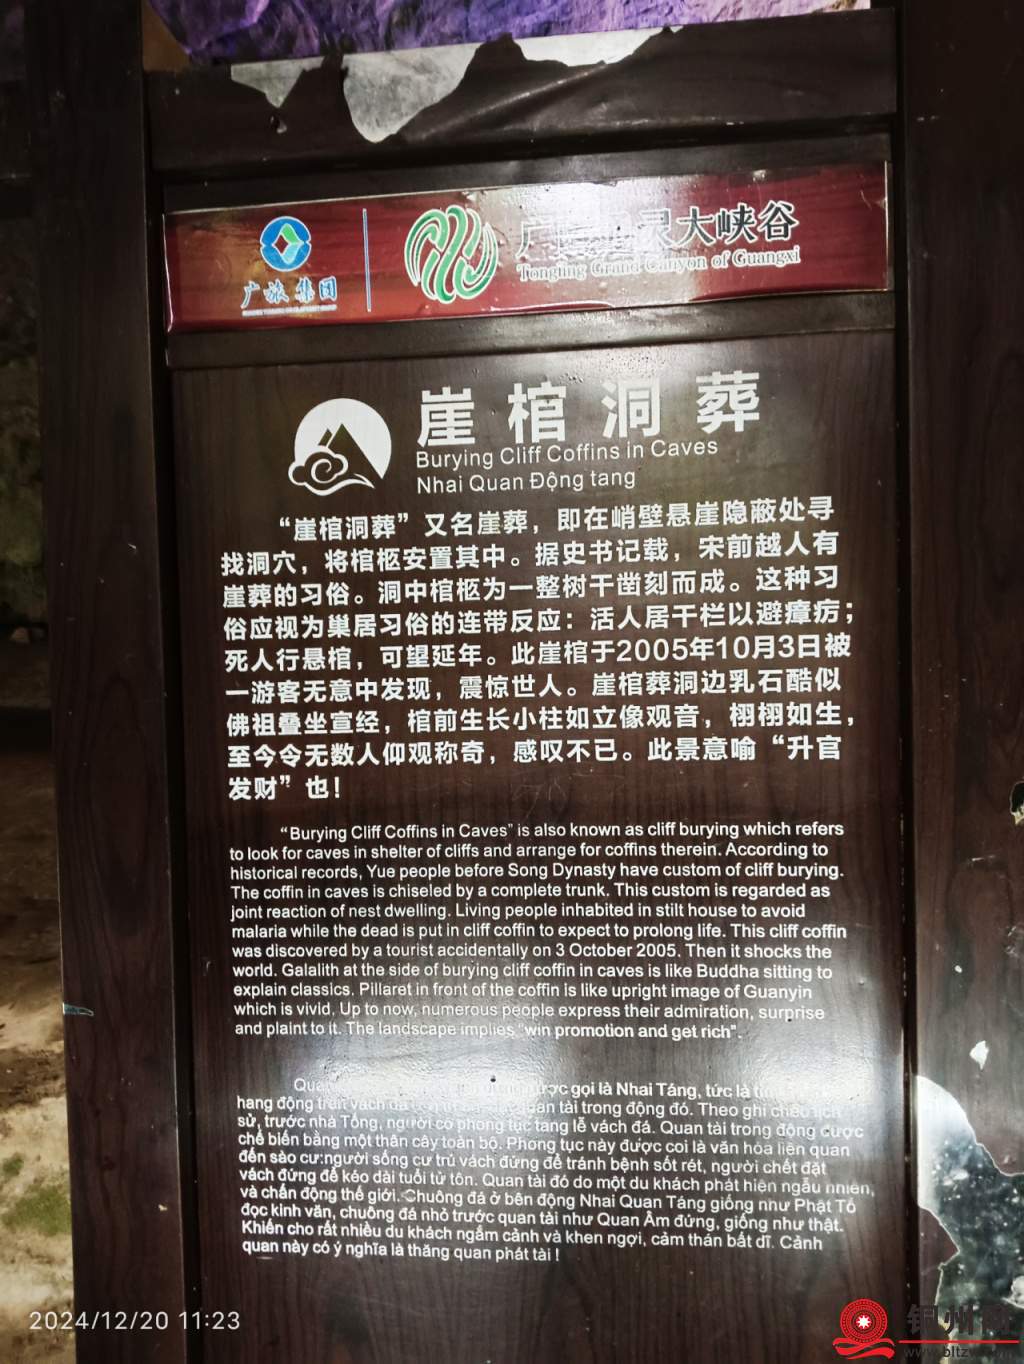 广旅集团
灵大峡谷
Tongling Grand Canyon of Guangxi
崖棺洞葬
Burying Cliff Coffins in Caves
Nhai Quan Động tang
“崖棺洞葬”又名崖葬，即在峭壁悬崖隐蔽处寻
找洞穴，将棺柩安置其中。据史书记载，宋前越人有
崖葬的习俗。洞中棺柩为一整树干凿刻而成。这种习
俗应视为巢居习俗的连带反应：活人居干栏以避瘴疠；
死人行悬棺，可望延年。此崖棺于2005年10月3日被
一游客无意中发现，震惊世人。崖棺葬洞边乳石酷似
佛祖叠坐宣经，棺前生长小柱如立像观音，栩栩如生，
至今令无数人仰观称奇，感叹不已。此景意喻“升官
发财”也！
“Burying Cliff Coffins in Caves” is also known as cliff burying which refers
to look for caves in shelter of cliffs and arrange for coffins therein. According to
historical records, Yue people before Song Dynasty have custom of cliff burying.
The coffin in caves is chiseled by a complete trunk. This custom is regarded as
joint reaction of nest dwelling. Living people inhabited in stilt house to avoid
malaria while the dead is put in cliff coffin to expect to prolong life. This cliff coffin
was discovered by a tourist accidentally on 3 October 2005. Then it shocks the
world. Galalith at the side of burying cliff coffin in caves is like Buddha sitting to
explain classics. Pillaret in front of the coffin is like upright image of Guanyin
which is vivid. Up to now, numerous people express their admiration, surprise
and plaint to it. The landscape implies “win promotion and get rich”.
được gọi là Nhai Táng, tức là
hang động trên vách đá quan tài trong động đó. Theo ghi chép lịch
sử, trước nhà Tống, người có phong tục tang lễ vách đá. Quan tài trong động được
chế biến bằng một thân cây toàn bộ. Phong tục này được coi là văn hóa liên quan
đến sào cư:người sống cư trú vách đứng để tránh bệnh sốt rét, người chết đặt
vách đứng để kéo dài tuổi từ tôn. Quan tài đó do một du khách phát hiện ngẫu nhiên,
và chấn động thế giới. Chuông đá ở bên động Nhai Quan Táng giống như Phật Tổ
đọc kinh văn, chuông đá nhỏ trước quan tài như Quan Âm đứng, giống như thật.
Khiến cho rất nhiều du khách ngắm cảnh và khen ngợi, cảm thán bất dĩ. Cảnh
quan này có ý nghĩa là thăng quan phát tài !
2024/12/20 11:23